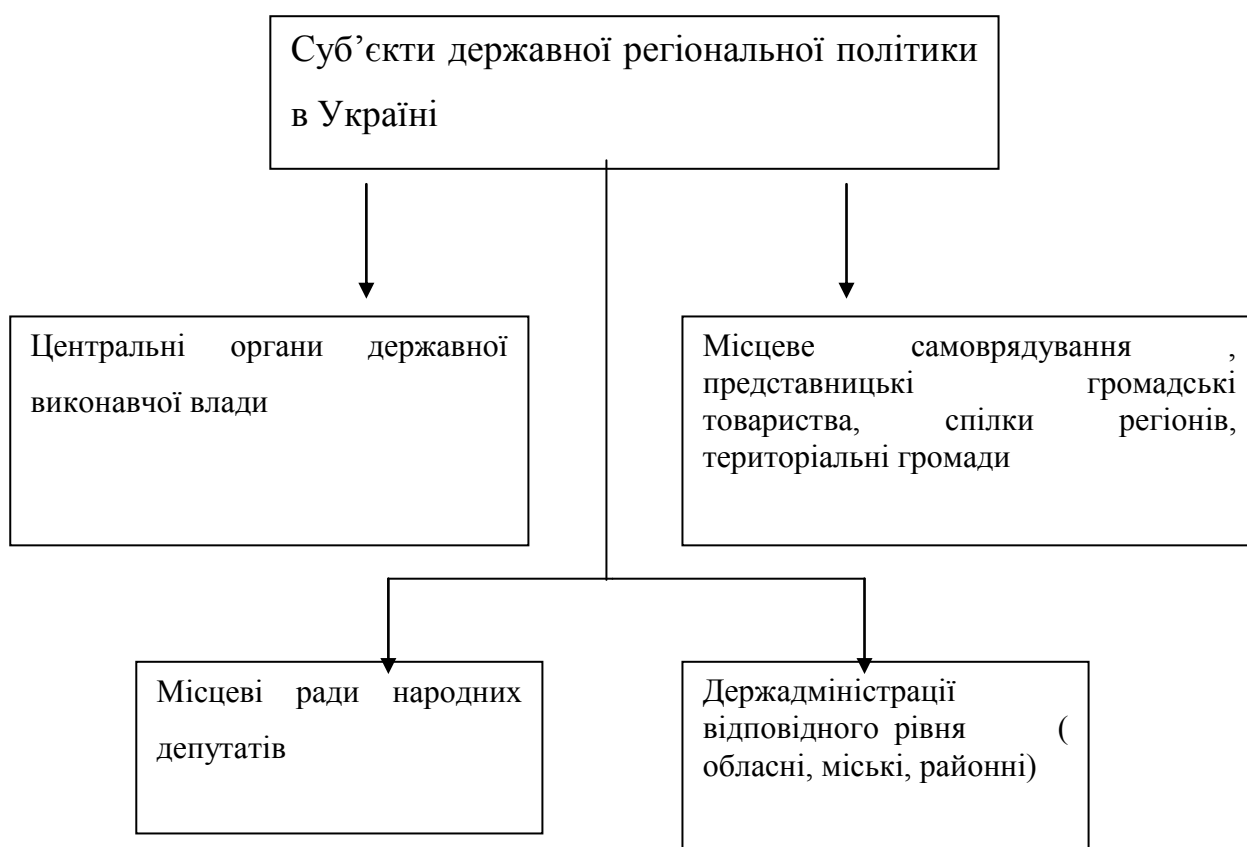 Суб’єкти державної регіональної політики
в Україні
Центральні органи державної
виконавчої влади
Місцеве самоврядування ,
представницькі громадські
товариства, спілки регіонів,
територіальні громади
Місцеві ради народних
депутатів
Держадміністрації
відповідного рівня (
обласні, міські, районні)